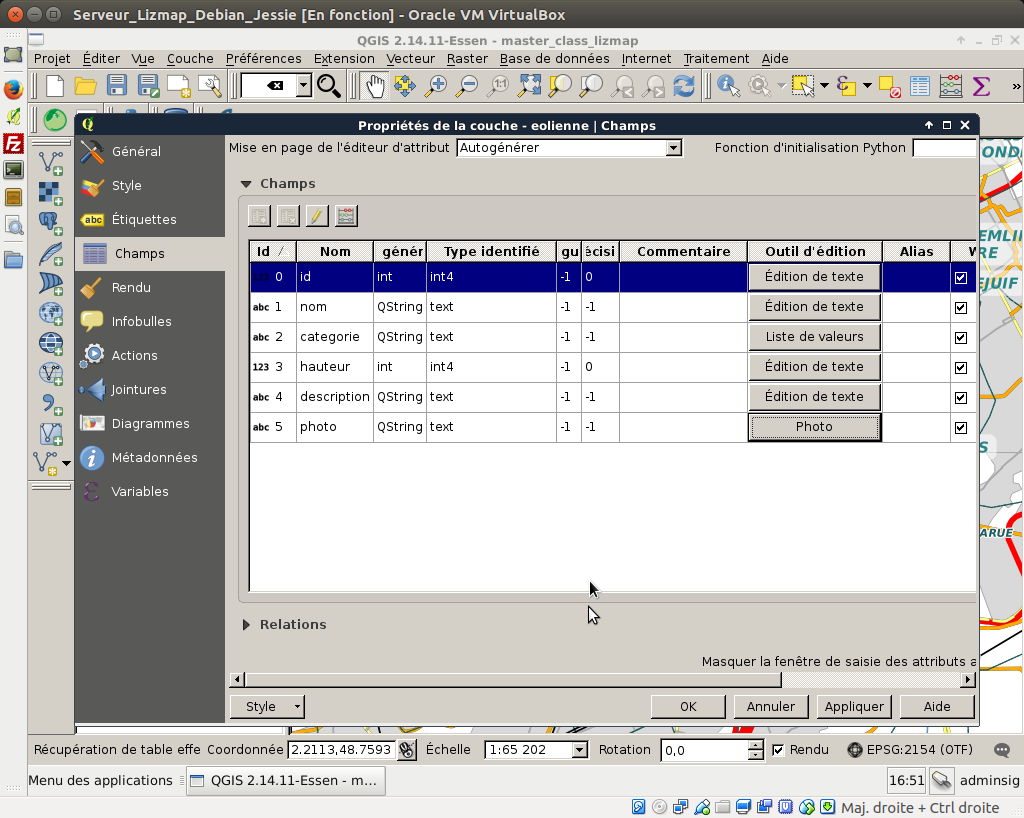 Serveur_Lizmap_Debian_Jessie [En fonction] - Oracle VM VirtualBox
QGIS 2.14.11-Essen - master_class_lizmap
Projet Éditer Vue Couche Préférences Extension Vecteur Raster Base de données Internet Traitement Aide
Propriétés de la couche - eolienne | Champs
Général
Style
abc Étiquettes
Champs
Rendu
Infobulles
Actions
Jointures
Diagrammes
Métadonnées
Variables
Mise en page de l'éditeur d'attribut Autogénérer Fonction d'initialisation Python
Champs
Id Nom génér Type identifié gu écisi Commentaire Outil d'édition Alias W
123 0 id int int4 -1 0 Édition de texte
abc 1 nom QString text -1 -1 Édition de texte
abc 2 categorie QString text -1 -1 Liste de valeurs
123 3 hauteur int int4 -1 0 Édition de texte
abc 4 description QString text -1 -1 Édition de texte
abc 5 photo QString text -1 -1 Photo
Relations
Masquer la fenêtre de saisie des attributs a
Style OK Annuler Appliquer Aide
OND
EMLI
RE
EJUIF
S
ARUE
Récupération de table effe Coordonnée 2.2113,48.7593 Échelle 1:65 202 Rotation 0,0 Rendu EPSG:2154 (OTF)
Menu des applications QGIS 2.14.11-Essen - m... 16:51 adminsig
Maj. droite + Ctrl droite